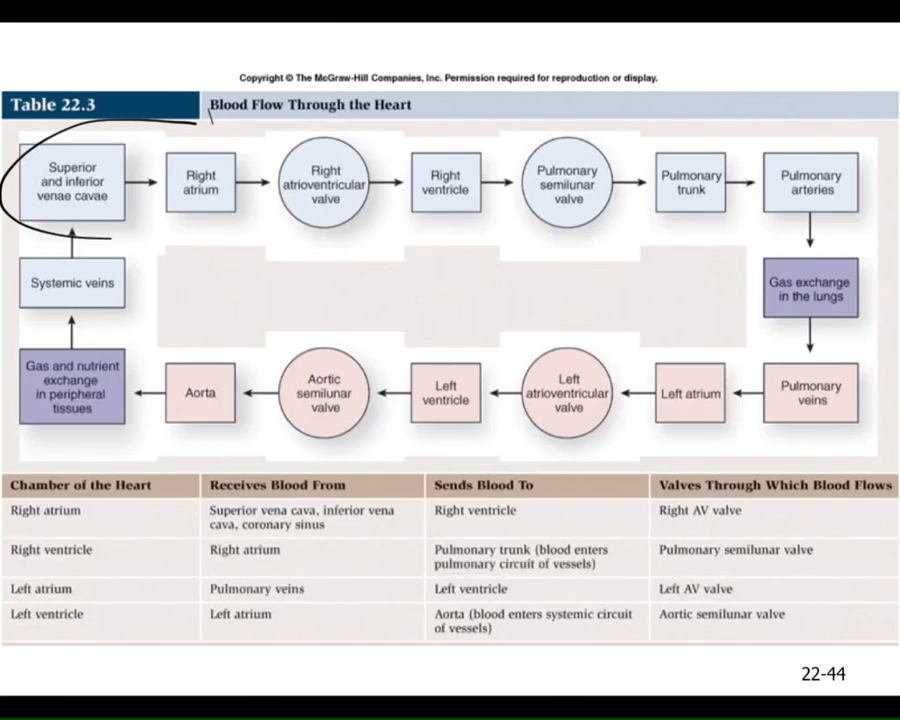 Copyright © The McGraw-Hill Companies, Inc. Permission required for reproduction or display.
Table 22.3
Blood Flow Through the Heart
Superior
and inferior
venae cavae
Right
atrium
Right
atrioventricular
valve
Right
ventricle
Pulmonary
semilunar
valve
Pulmonary
trunk
Pulmonary
arteries
Systemic veins
Gas exchange
in the lungs
Gas and nutrient
exchange
in peripheral
tissues
Aorta
Aortic
semilunar
valve
Left
ventricle
Left
atrioventricular
valve
Left atrium
Pulmonary
veins
Chamber of the Heart
Receives Blood From
Sends Blood To
Valves Through Which Blood Flows
Right atrium
Superior vena cava, inferior vena
cava, coronary sinus
Right ventricle
Right AV valve
Right ventricle
Right atrium
Pulmonary trunk (blood enters
pulmonary circuit of vessels)
Pulmonary semilunar valve
Left atrium
Pulmonary veins
Left ventricle
Left AV valve
Left ventricle
Left atrium
Aorta (blood enters systemic circuit
of vessels)
Aortic semilunar valve
22-44